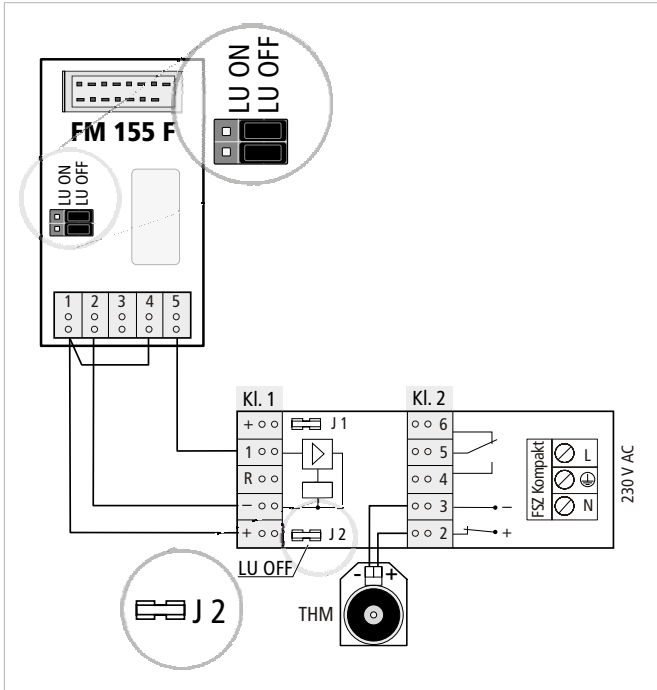 LU ON
LU OFF
FM 155 F
LU ON
LU OFF
1 2 3 4 5
Kl. 1
+
1
R
–
+
J 1
J 2
LU OFF
Kl. 2
6
5
4
3
2
–
+
FSZ Kompakt
L
N
230 V AC
- +
THM
J 2